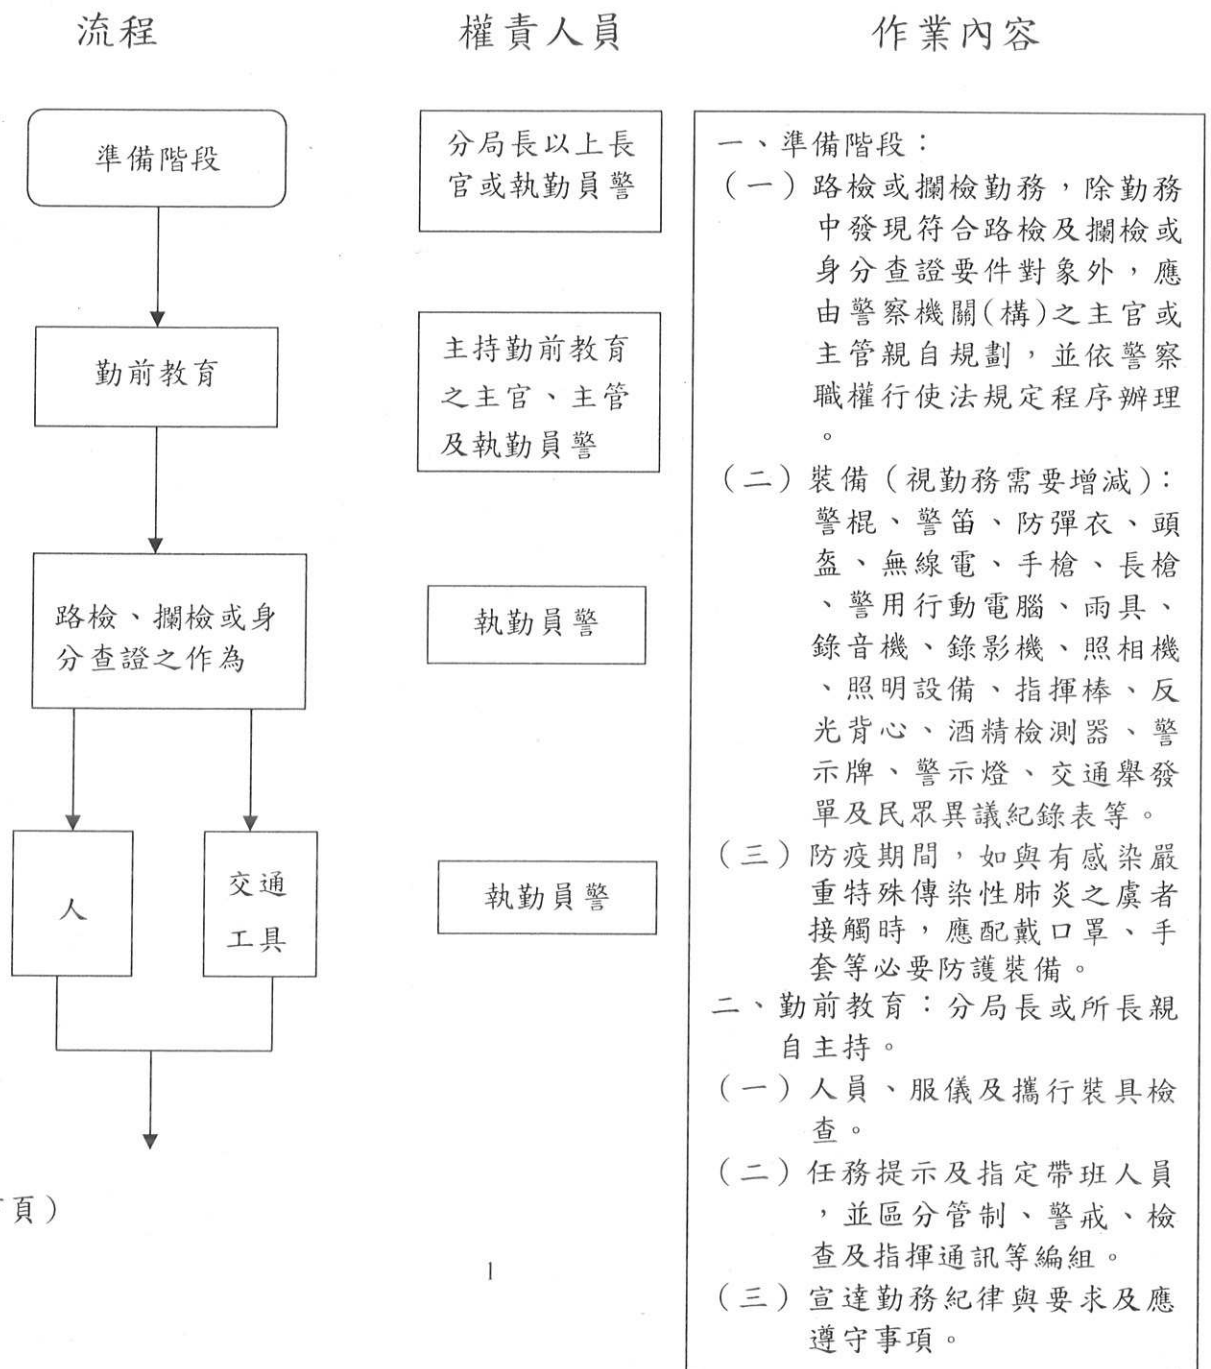 流程
權責人員
作業內容
準備階段
分局長以上長
官或執勤員警
勤前教育
主持勤前教育
之主官、主管
及執勤員警
路檢、攔檢或身
分查證之作為
執勤員警
人
交通
工具
執勤員警
頁）
1
一、準備階段：
（一）路檢或攔檢勤務，除勤務
中發現符合路檢及攔檢或
身分查證要件對象外，應
由警察機關(構)之主官或
主管親自規劃，並依警察
職權行使法規定程序辦理
。
（二）裝備（視勤務需要增減）：
警棍、警笛、防彈衣、頭
盔、無線電、手槍、長槍
、警用行動電腦、雨具、
錄音機、錄影機、照相機
、照明設備、指揮棒、反
光背心、酒精檢測器、警
示牌、警示燈、交通舉發
單及民眾異議紀錄表等。
（三）防疫期間，如與有感染嚴
重特殊傳染性肺炎之虞者
接觸時，應配戴口罩、手
套等必要防護裝備。
二、勤前教育：分局長或所長親
自主持。
（一）人員、服儀及攜行裝具檢
查。
（二）任務提示及指定帶班人員
，並區分管制、警戒、檢
查及指揮通訊等編組。
（三）宣達勤務紀律與要求及應
遵守事項。